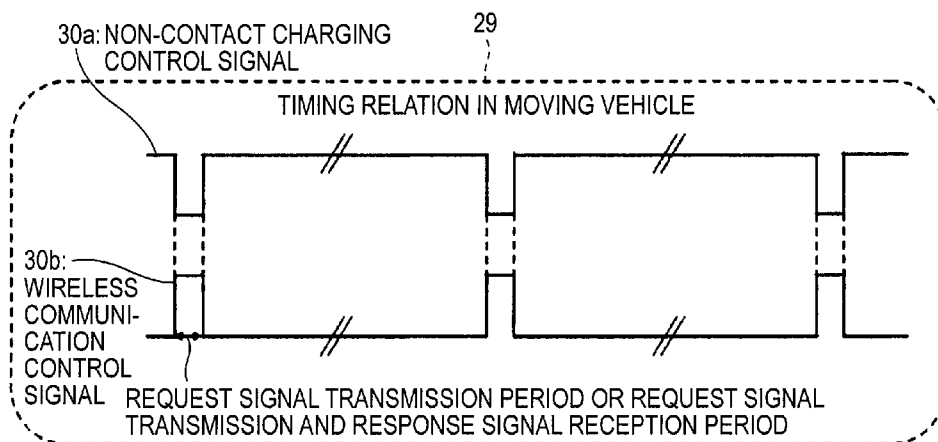 29
30a: NON-CONTACT CHARGING
CONTROL SIGNAL
TIMING RELATION IN MOVING VEHICLE
30b:
WIRELESS
COMMUNI-
CATION
CONTROL
SIGNAL
REQUEST SIGNAL TRANSMISSION PERIOD OR REQUEST SIGNAL
TRANSMISSION AND RESPONSE SIGNAL RECEPTION PERIOD